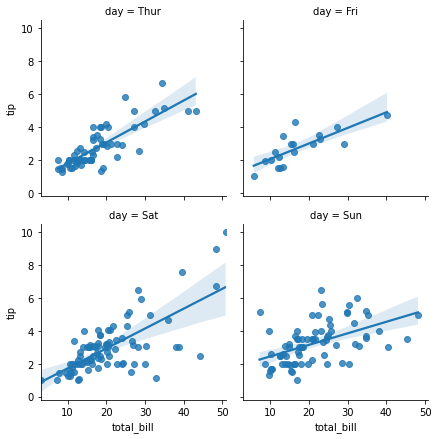 day = Thur
day = Fri
10
8
6
4
2
0
tip
day = Sat
day = Sun
10
8
6
4
2
0
tip
10 20 30 40 50
10 20 30 40 50
total_bill
total_bill